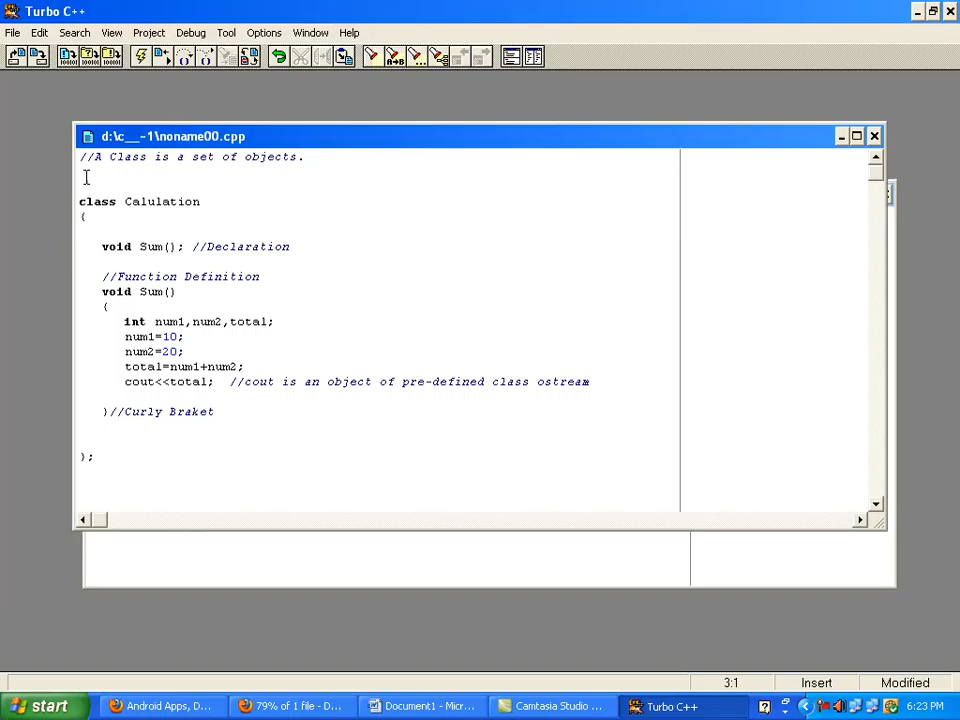 Turbo C++
File Edit Search View Project Debug Tool Options Window Help
d:\c__~1\noname00.cpp
//A Class is a set of objects.
class Calulation
{
void Sum(); //Declaration
//Function Definition
void Sum()
{
int num1,num2,total;
num1=10;
num2=20;
total=num1+num2;
cout<<total; //cout is an object of pre-defined class ostream
}//Curly Braket
};
3:1 Insert Modified
start Android Apps, D... 79% of 1 file - D... Document1 - Micr... Camtasia Studio ... Turbo C++ 6:23 PM